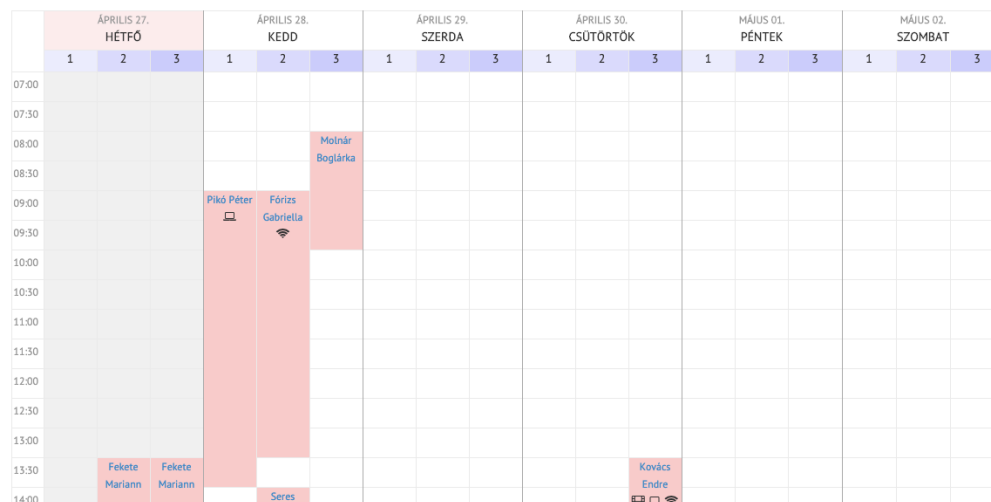 ÁPRILIS 27. ÁPRILIS 28. ÁPRILIS 29. ÁPRILIS 30. MÁJUS 01. MÁJUS 02.
HÉTFŐ KEDD SZERDA CSÜTÖRTÖK PÉNTEK SZOMBAT
1 2 3 1 2 3 1 2 3 1 2 3 1 2 3 1 2 3
07:00
07:30
08:00 Molnár
Boglárka
08:30
09:00 Pikó Péter Fórizs
Gabriella
09:30
10:00
10:30
11:00
11:30
12:00
12:30
13:00
13:30 Fekete Fekete Kovács
Mariann Mariann Endre
14:00 Seres